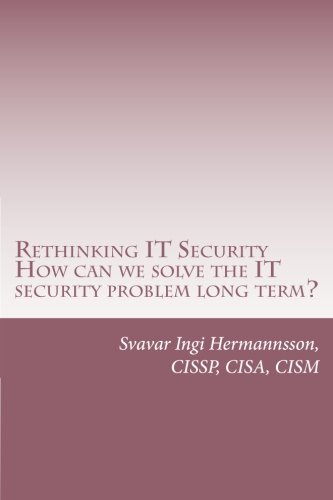 Rethinking IT Security
How can we solve the IT
security problem long term?
Svavar Ingi Hermannsson,
CISSP, CISA, CISM